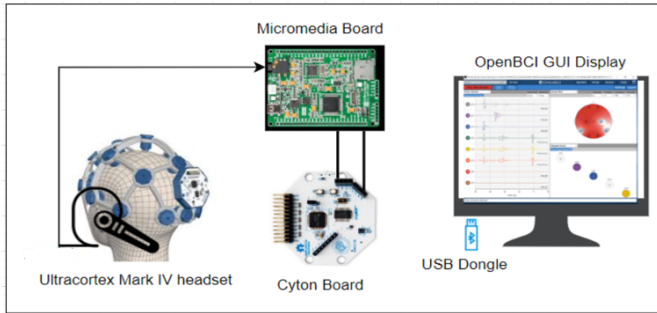 Micromedia Board
OpenBCI GUI Display
USB Dongle
Ultracortex Mark IV headset
Cyton Board